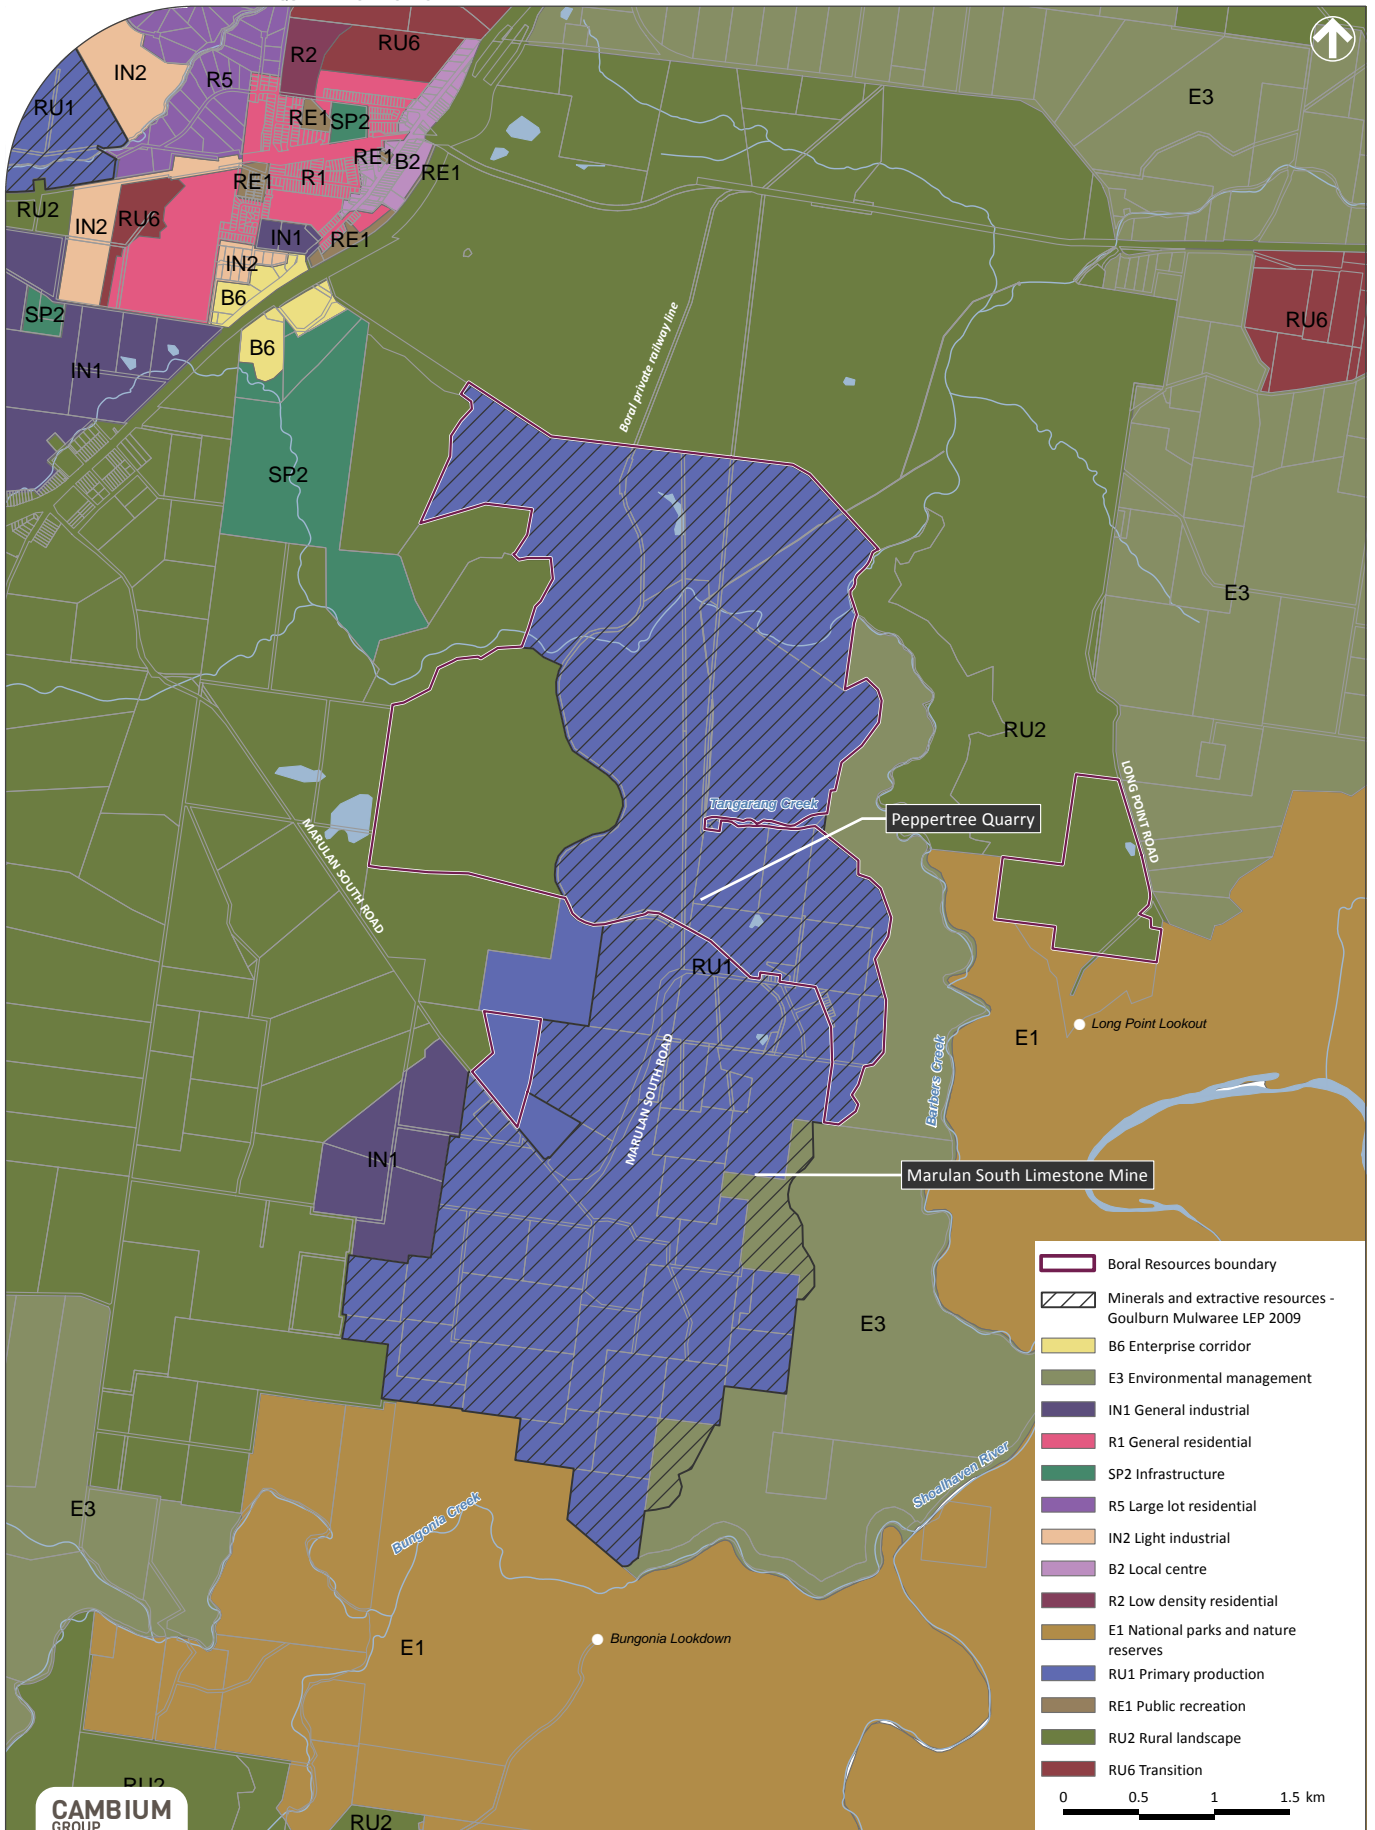 R2
RU6
IN2
R5
RU1
E3
RE1
SP2
RE1
B2
RE1
R1
RE1
RU2
IN2
RU6
IN1
RE1
IN2
B6
SP2
RU6
B6
IN1
Boral private railway line
SP2
E3
RU2
Tangarang Creek
Peppertree Quarry
LONG POINT ROAD
MARULAN SOUTH ROAD
RU1
Long Point Lookout
E1
Barbers Creek
MARULAN SOUTH ROAD
IN1
Marulan South Limestone Mine
E3
Shoalhaven River
E3
Bungonia Creek
E1
Bungonia Lookdown
RU2
RU2
CAMBIUM
GROUP
Boral Resources boundary
Minerals and extractive resources -
Goulburn Mulwaree LEP 2009
B6 Enterprise corridor
E3 Environmental management
IN1 General industrial
R1 General residential
SP2 Infrastructure
R5 Large lot residential
IN2 Light industrial
B2 Local centre
R2 Low density residential
E1 National parks and nature
reserves
RU1 Primary production
RE1 Public recreation
RU2 Rural landscape
RU6 Transition
0 0.5 1 1.5 km